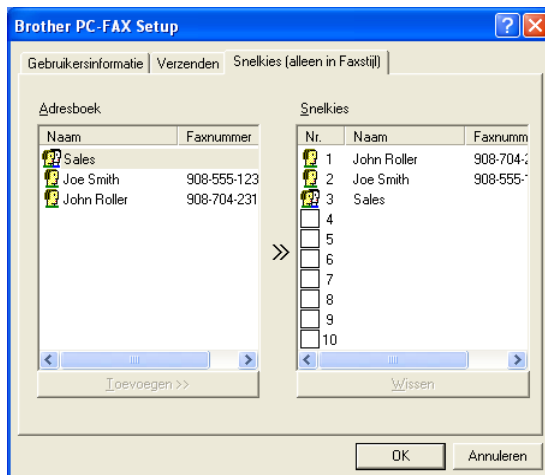 Brother PC-FAX Setup
Gebruikersinformatie
Verzenden
Snelkies (alleen in Faxstijl)
Adresboek
Naam Faxnummer
Sales
Joe Smith 908-555-123
John Roller 908-704-231
Toevoegen >>
Snelkies
Nr. Naam Faxnumm
1 John Roller 908-704-2
2 Joe Smith 908-555-1
3 Sales
4
5
6
7
8
9
10
Wissen
OK
Annuleren